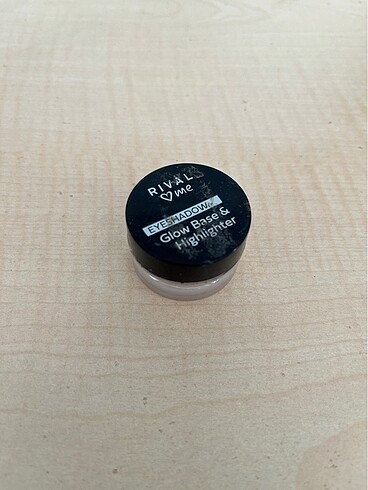 RIVAL
♡me
EYESHADOW
Glow Base &
Highlighter